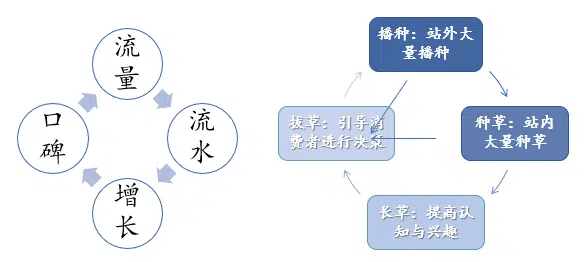 流
量
口
碑
流
水
增
长
播种：站外大
量播种
拔草：引导消
费者进行决策
种草：站内
大量种草
长草：提高认
知与兴趣